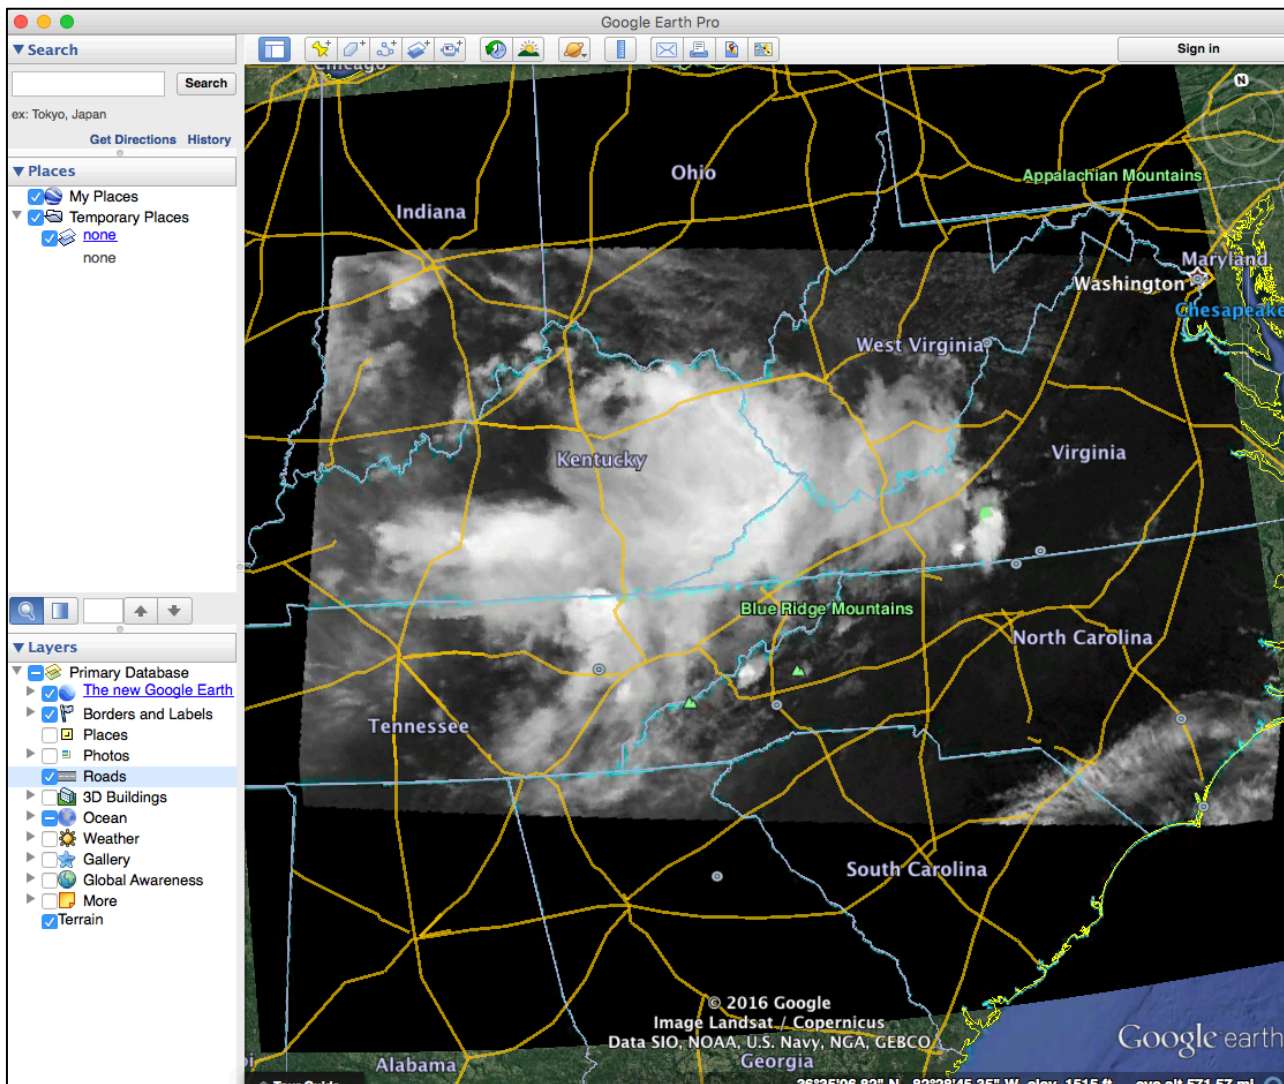 Google Earth Pro
Search
Sign in
Search
ex: Tokyo, Japan
Get Directions History
Places
My Places
Temporary Places
none
none
Layers
Primary Database
The new Google Earth
Borders and Labels
Places
Photos
Roads
3D Buildings
Ocean
Weather
Gallery
Global Awareness
More
Terrain
Chicago
N
Ohio
Appalachian Mountains
Indiana
Maryland
Washington
Chesapeake
West Virginia
Kentucky
Virginia
Blue Ridge Mountains
North Carolina
Tennessee
South Carolina
© 2016 Google
Image Landsat / Copernicus
Data SIO, NOAA, U.S. Navy, NGA, GEBCO
Google earth
Alabama
Georgia